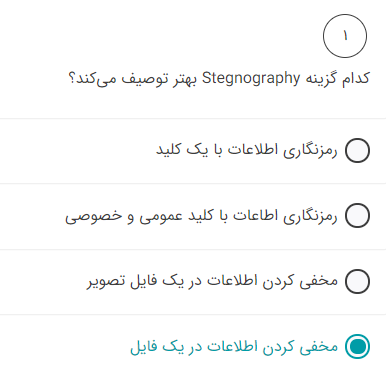 ۱
کدام گزینه Stegnography بهتر توصیف می‌کند؟
رمزنگاری اطلاعات با یک کلید
رمزنگاری اطاعات با کلید عمومی و خصوصی
مخفی کردن اطلاعات در یک فایل تصویر
مخفی کردن اطلاعات در یک فایل